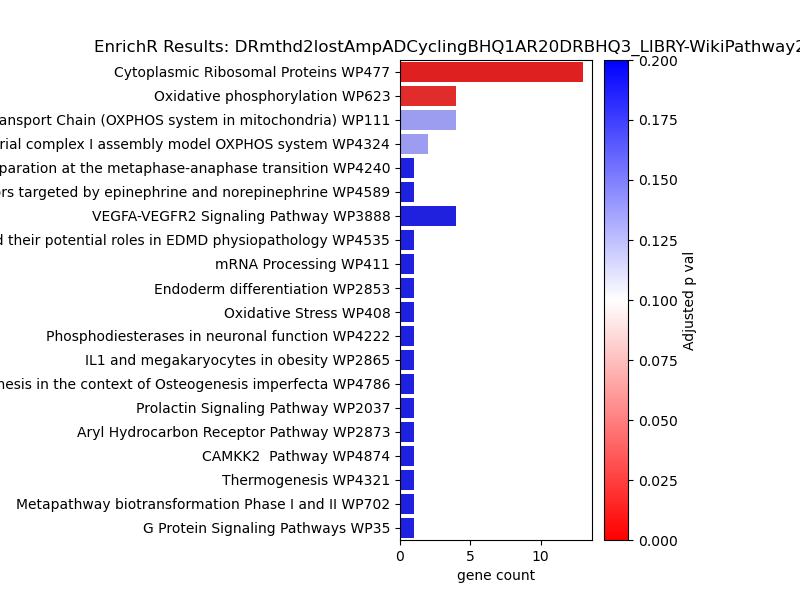 EnrichR Results: DRmthd2lostAmpADCyclingBHQ1AR20DRBHQ3_LIBRY-WikiPathway2
Cytoplasmic Ribosomal Proteins WP477
Oxidative phosphorylation WP623
ansport Chain (OXPHOS system in mitochondria) WP111
rial complex I assembly model OXPHOS system WP4324
paration at the metaphase-anaphase transition WP4240
rs targeted by epinephrine and norepinephrine WP4589
VEGFA-VEGFR2 Signaling Pathway WP3888
d their potential roles in EDMD physiopathology WP4535
mRNA Processing WP411
Endoderm differentiation WP2853
Oxidative Stress WP408
Phosphodiesterases in neuronal function WP4222
IL1 and megakaryocytes in obesity WP2865
nesis in the context of Osteogenesis imperfecta WP4786
Prolactin Signaling Pathway WP2037
Aryl Hydrocarbon Receptor Pathway WP2873
CAMKK2  Pathway WP4874
Thermogenesis WP4321
Metapathway biotransformation Phase I and II WP702
G Protein Signaling Pathways WP35
0 5 10
gene count
0.200
0.175
0.150
0.125
0.100
0.075
0.050
0.025
0.000
Adjusted p val